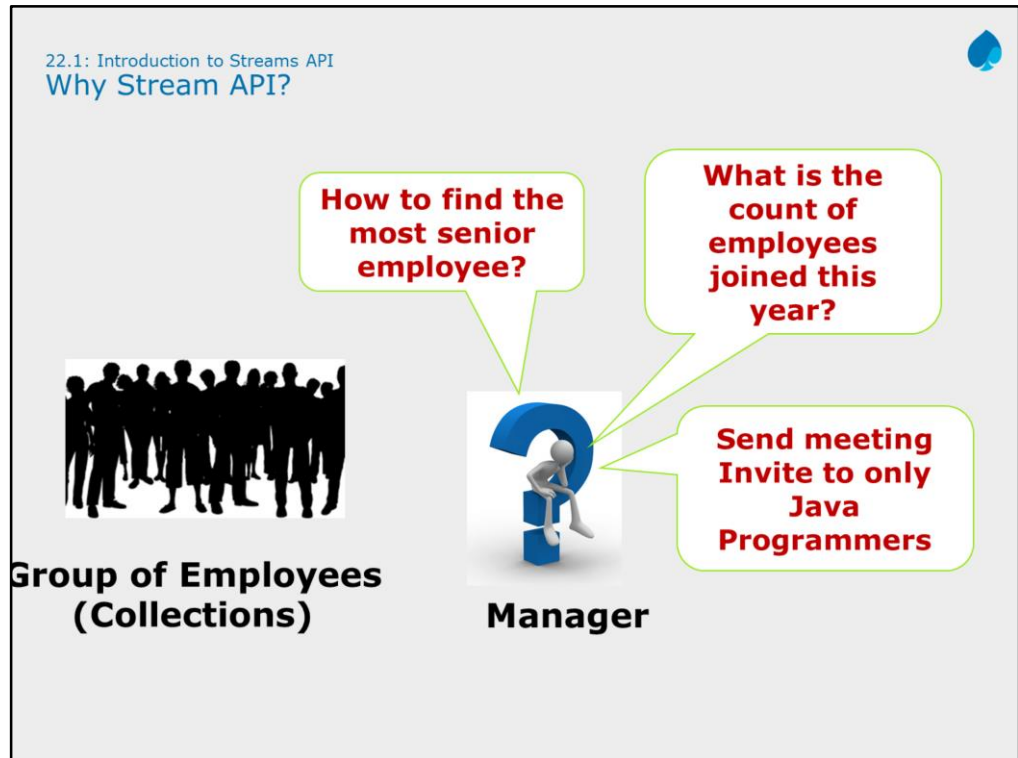 22.1: Introduction to Streams API
Why Stream API?
How to find the
most senior
employee?
What is the
count of
employees
joined this
year?
Send meeting
Invite to only
Java
Programmers
Group of Employees
(Collections)
Manager